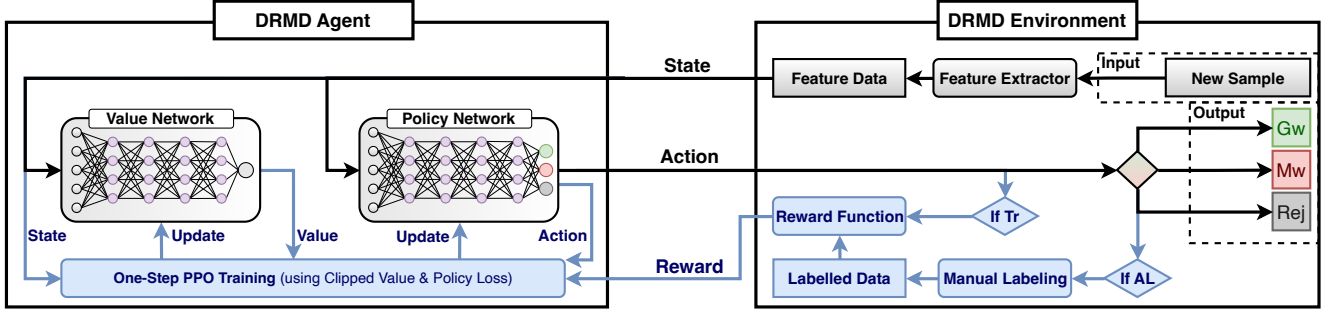 DRMD Agent
DRMD Environment
State
Feature Data
Feature Extractor
Input
New Sample
Value Network
Policy Network
Output
Gw
Action
Mw
Rej
Reward Function
If Tr
State
Update
Value
Update
Action
Reward
One-Step PPO Training (using Clipped Value & Policy Loss)
Labelled Data
Manual Labeling
If AL